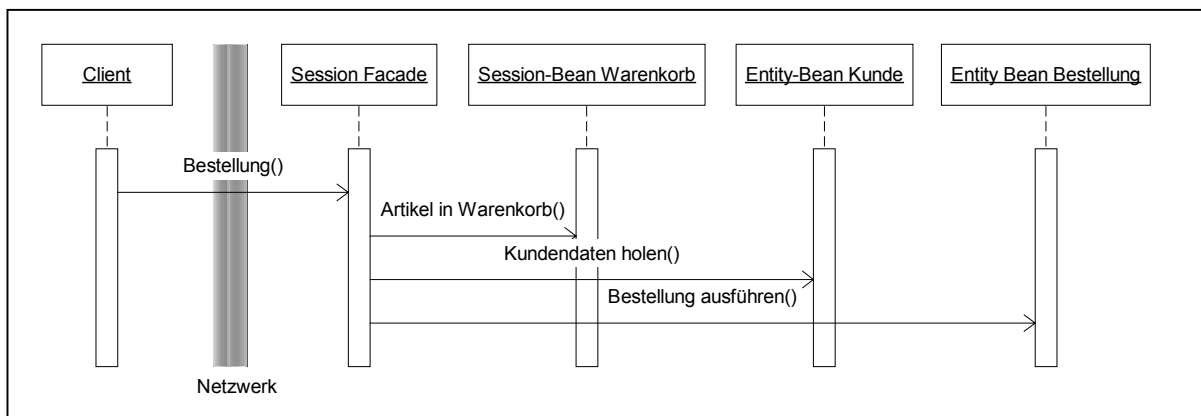 Client
Session Facade
Session-Bean Warenkorb
Entity-Bean Kunde
Entity Bean Bestellung
Bestellung()
Artikel in Warenkorb()
Kundendaten holen()
Bestellung ausführen()
Netzwerk